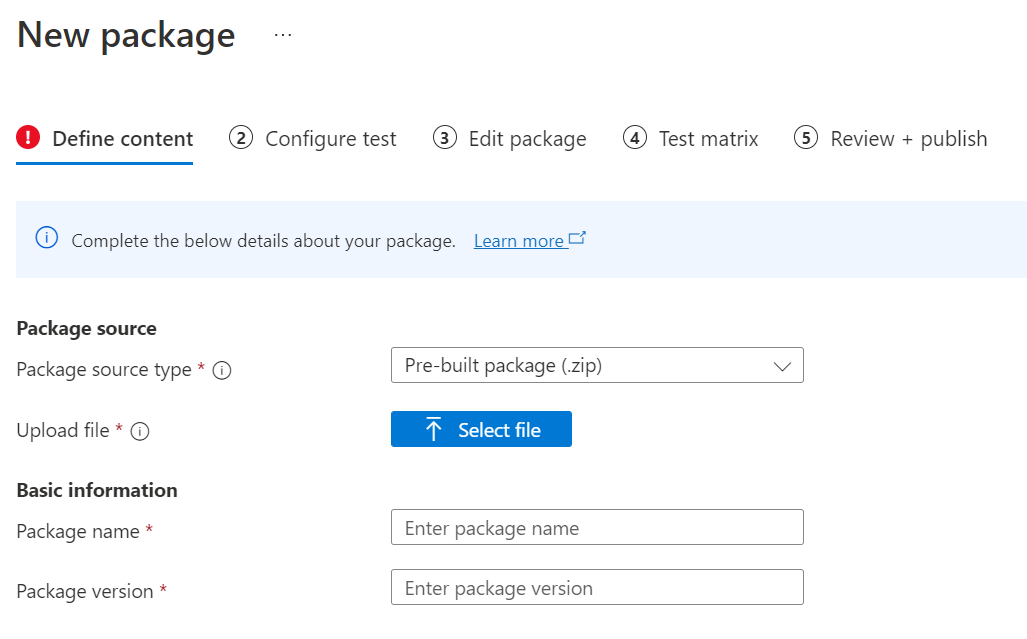 New package ...
! Define content 2 Configure test 3 Edit package 4 Test matrix 5 Review + publish
i Complete the below details about your package. Learn more
Package source
Package source type * i Pre-built package (.zip)
Upload file * i Select file
Basic information
Package name * Enter package name
Package version * Enter package version